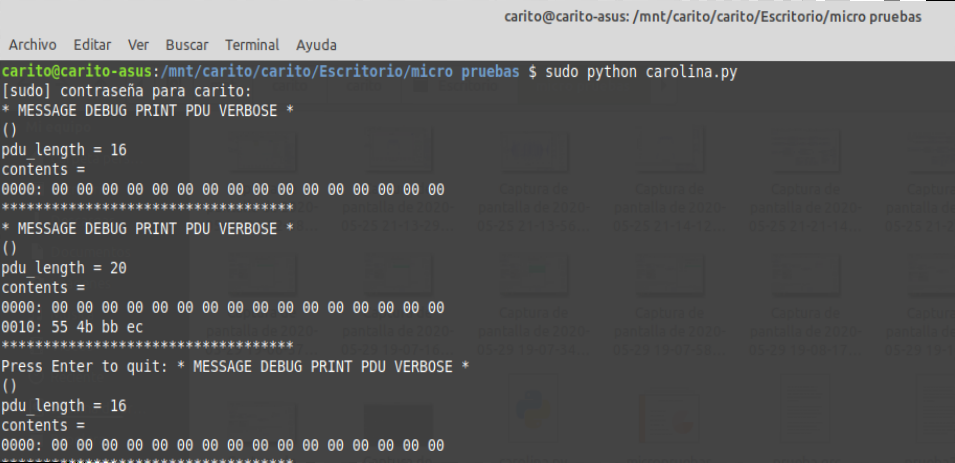 carito@carito-asus: /mnt/carito/carito/Escritorio/micro pruebas
Archivo Editar Ver Buscar Terminal Ayuda
carito@carito-asus:/mnt/carito/carito/Escritorio/micro pruebas $ sudo python carolina.py
[sudo] contraseña para carito:
* MESSAGE DEBUG PRINT PDU VERBOSE *
()
pdu_length = 16
contents =
0000: 00 00 00 00 00 00 00 00 00 00 00 00 00 00 00 00
***********************************
* MESSAGE DEBUG PRINT PDU VERBOSE *
()
pdu_length = 20
contents =
0000: 00 00 00 00 00 00 00 00 00 00 00 00 00 00 00 00
0010: 55 4b bb ec
***********************************
Press Enter to quit: * MESSAGE DEBUG PRINT PDU VERBOSE *
()
pdu_length = 16
contents =
0000: 00 00 00 00 00 00 00 00 00 00 00 00 00 00 00 00
***********************************